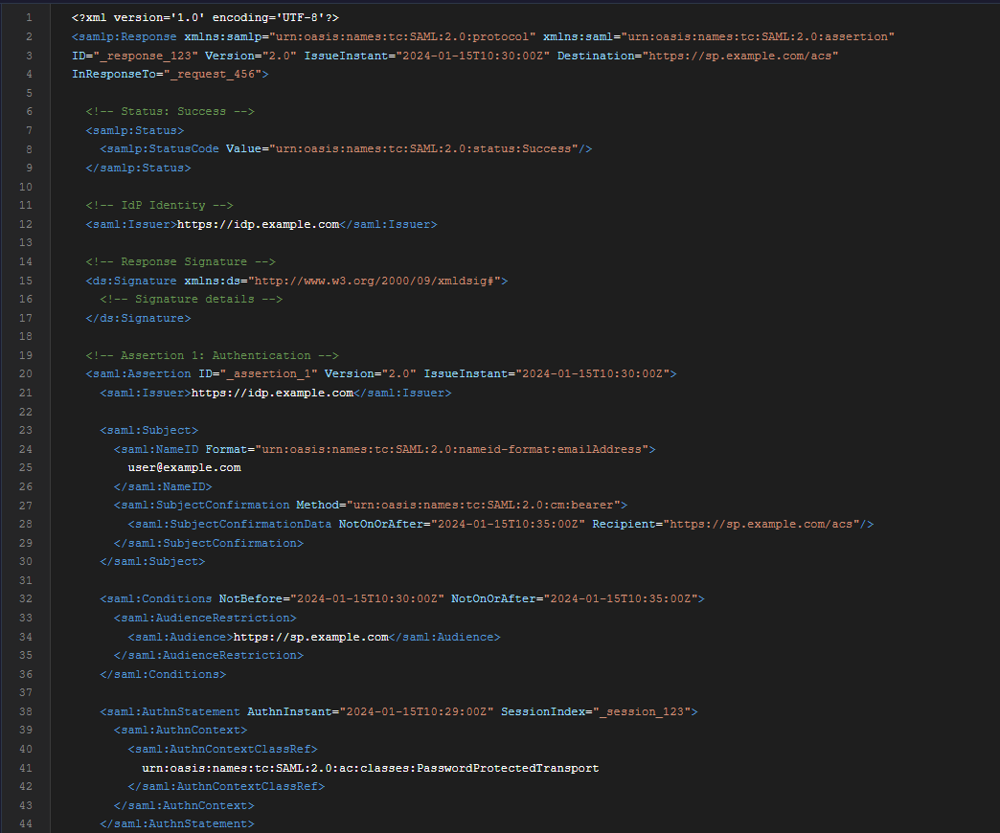 1 <?xml version='1.0' encoding='UTF-8'?>
2 <samlp:Response xmlns:samlp="urn:oasis:names:tc:SAML:2.0:protocol" xmlns:saml="urn:oasis:names:tc:SAML:2.0:assertion"
3 ID="_response_123" Version="2.0" IssueInstant="2024-01-15T10:30:00Z" Destination="https://sp.example.com/acs"
4 InResponseTo="_request_456">
5
6 <!-- Status: Success -->
7 <samlp:Status>
8 <samlp:StatusCode Value="urn:oasis:names:tc:SAML:2.0:status:Success"/>
9 </samlp:Status>
10
11 <!-- IdP Identity -->
12 <saml:Issuer>https://idp.example.com</saml:Issuer>
13
14 <!-- Response Signature -->
15 <ds:Signature xmlns:ds="http://www.w3.org/2000/09/xmldsig#">
16 <!-- Signature details -->
17 </ds:Signature>
18
19 <!-- Assertion 1: Authentication -->
20 <saml:Assertion ID="_assertion_1" Version="2.0" IssueInstant="2024-01-15T10:30:00Z">
21 <saml:Issuer>https://idp.example.com</saml:Issuer>
22
23 <saml:Subject>
24 <saml:NameID Format="urn:oasis:names:tc:SAML:2.0:nameid-format:emailAddress">
25 user@example.com
26 </saml:NameID>
27 <saml:SubjectConfirmation Method="urn:oasis:names:tc:SAML:2.0:cm:bearer">
28 <saml:SubjectConfirmationData NotOnOrAfter="2024-01-15T10:35:00Z" Recipient="https://sp.example.com/acs"/>
29 </saml:SubjectConfirmation>
30 </saml:Subject>
31
32 <saml:Conditions NotBefore="2024-01-15T10:30:00Z" NotOnOrAfter="2024-01-15T10:35:00Z">
33 <saml:AudienceRestriction>
34 <saml:Audience>https://sp.example.com</saml:Audience>
35 </saml:AudienceRestriction>
36 </saml:Conditions>
37
38 <saml:AuthnStatement AuthnInstant="2024-01-15T10:29:00Z" SessionIndex="_session_123">
39 <saml:AuthnContext>
40 <saml:AuthnContextClassRef>
41 urn:oasis:names:tc:SAML:2.0:ac:classes:PasswordProtectedTransport
42 </saml:AuthnContextClassRef>
43 </saml:AuthnContext>
44 </saml:AuthnStatement>